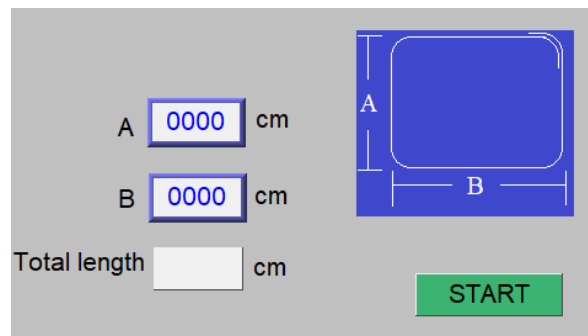 A 0000 cm
B 0000 cm
Total length cm
A
B
START